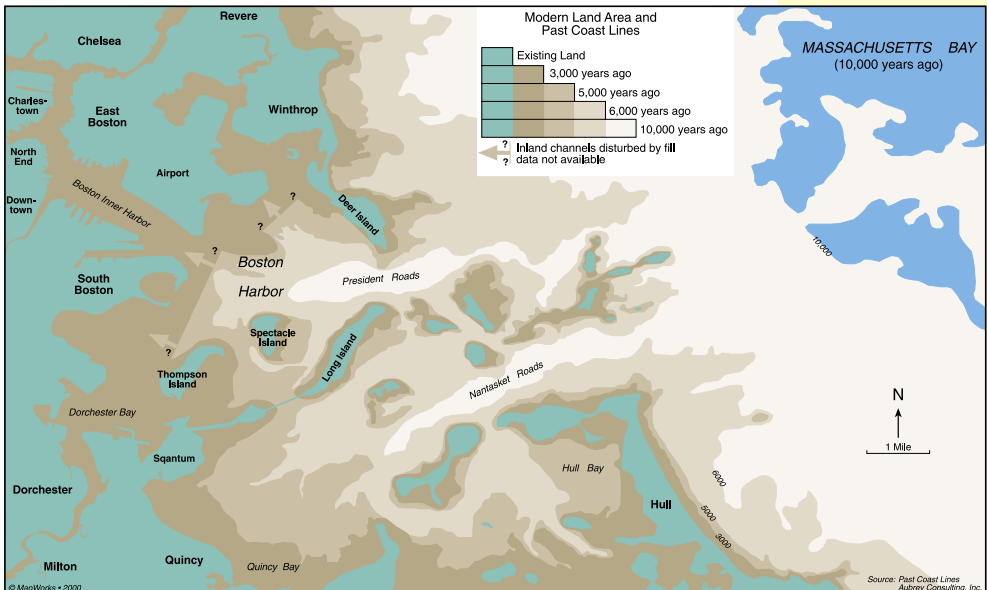 Modern Land Area and
Past Coast Lines
Existing Land
3,000 years ago
5,000 years ago
6,000 years ago
10,000 years ago
?
?
Inland channels disturbed by fill
data not available
MASSACHUSETTS BAY
(10,000 years ago)
Revere
Chelsea
Charles-
town
East
Boston
Winthrop
North
End
Airport
Down-
town
Boston Inner Harbor
Deer Island
?
?
?
Boston
Harbor
President Roads
10,000
South
Boston
Spectacle
Island
Long Island
?
Thompson
Island
Nantasket Roads
Dorchester Bay
N
1 Mile
Sqantum
Hull Bay
Dorchester
Hull
6000
5000
3000
Milton
Quincy
Quincy Bay
© MapWorks • 2000
Source: Past Coast Lines
Aubrey Consulting, Inc.